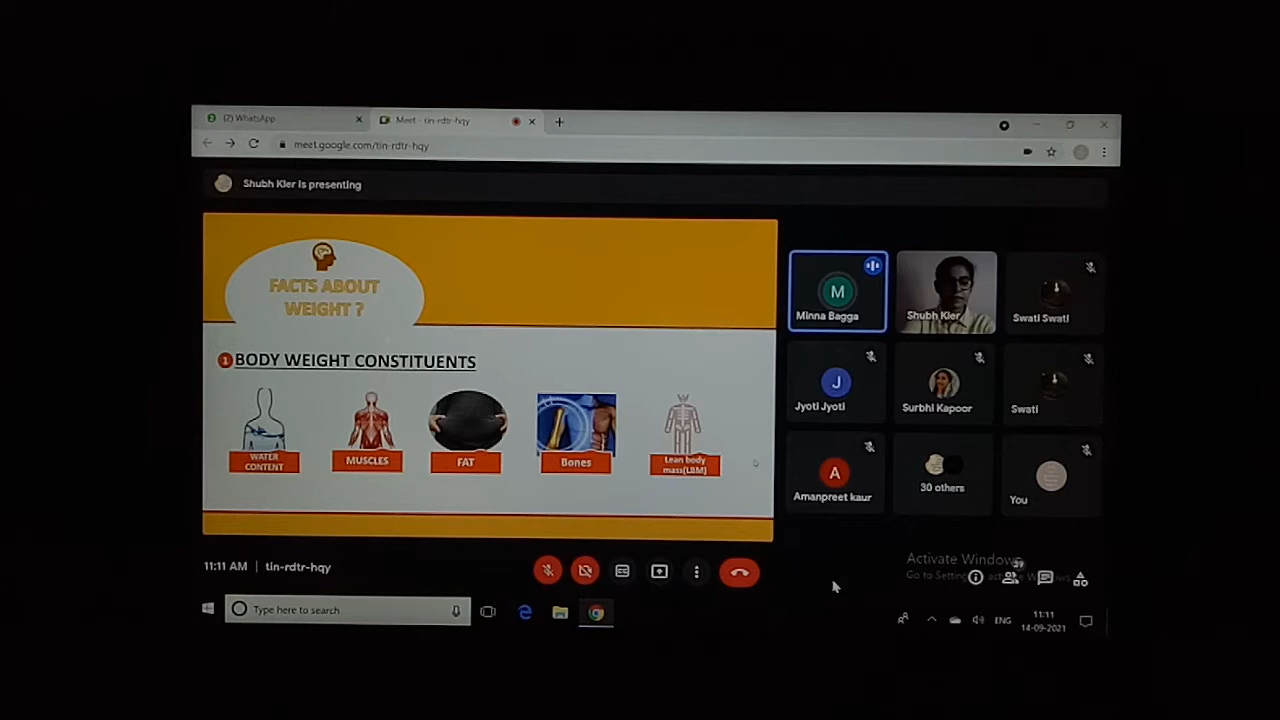 (2) WhatsApp
Meet - tin-rdtr-hqy
meet.google.com/tin-rdtr-hqy
Shubh Kler is presenting
FACTS ABOUT
WEIGHT ?
1 BODY WEIGHT CONSTITUENTS
WATER
CONTENT
MUSCLES
FAT
Bones
Lean body
mass(LBM)
M
Minna Bagga
Shubh Kler
Swati Swati
J
Jyoti Jyoti
Surbhi Kapoor
Swati
A
Amanpreet kaur
30 others
You
11:11 AM | tin-rdtr-hqy
Activate Windows
Go to Setting
Type here to search
ENG
11:11
14-09-2021